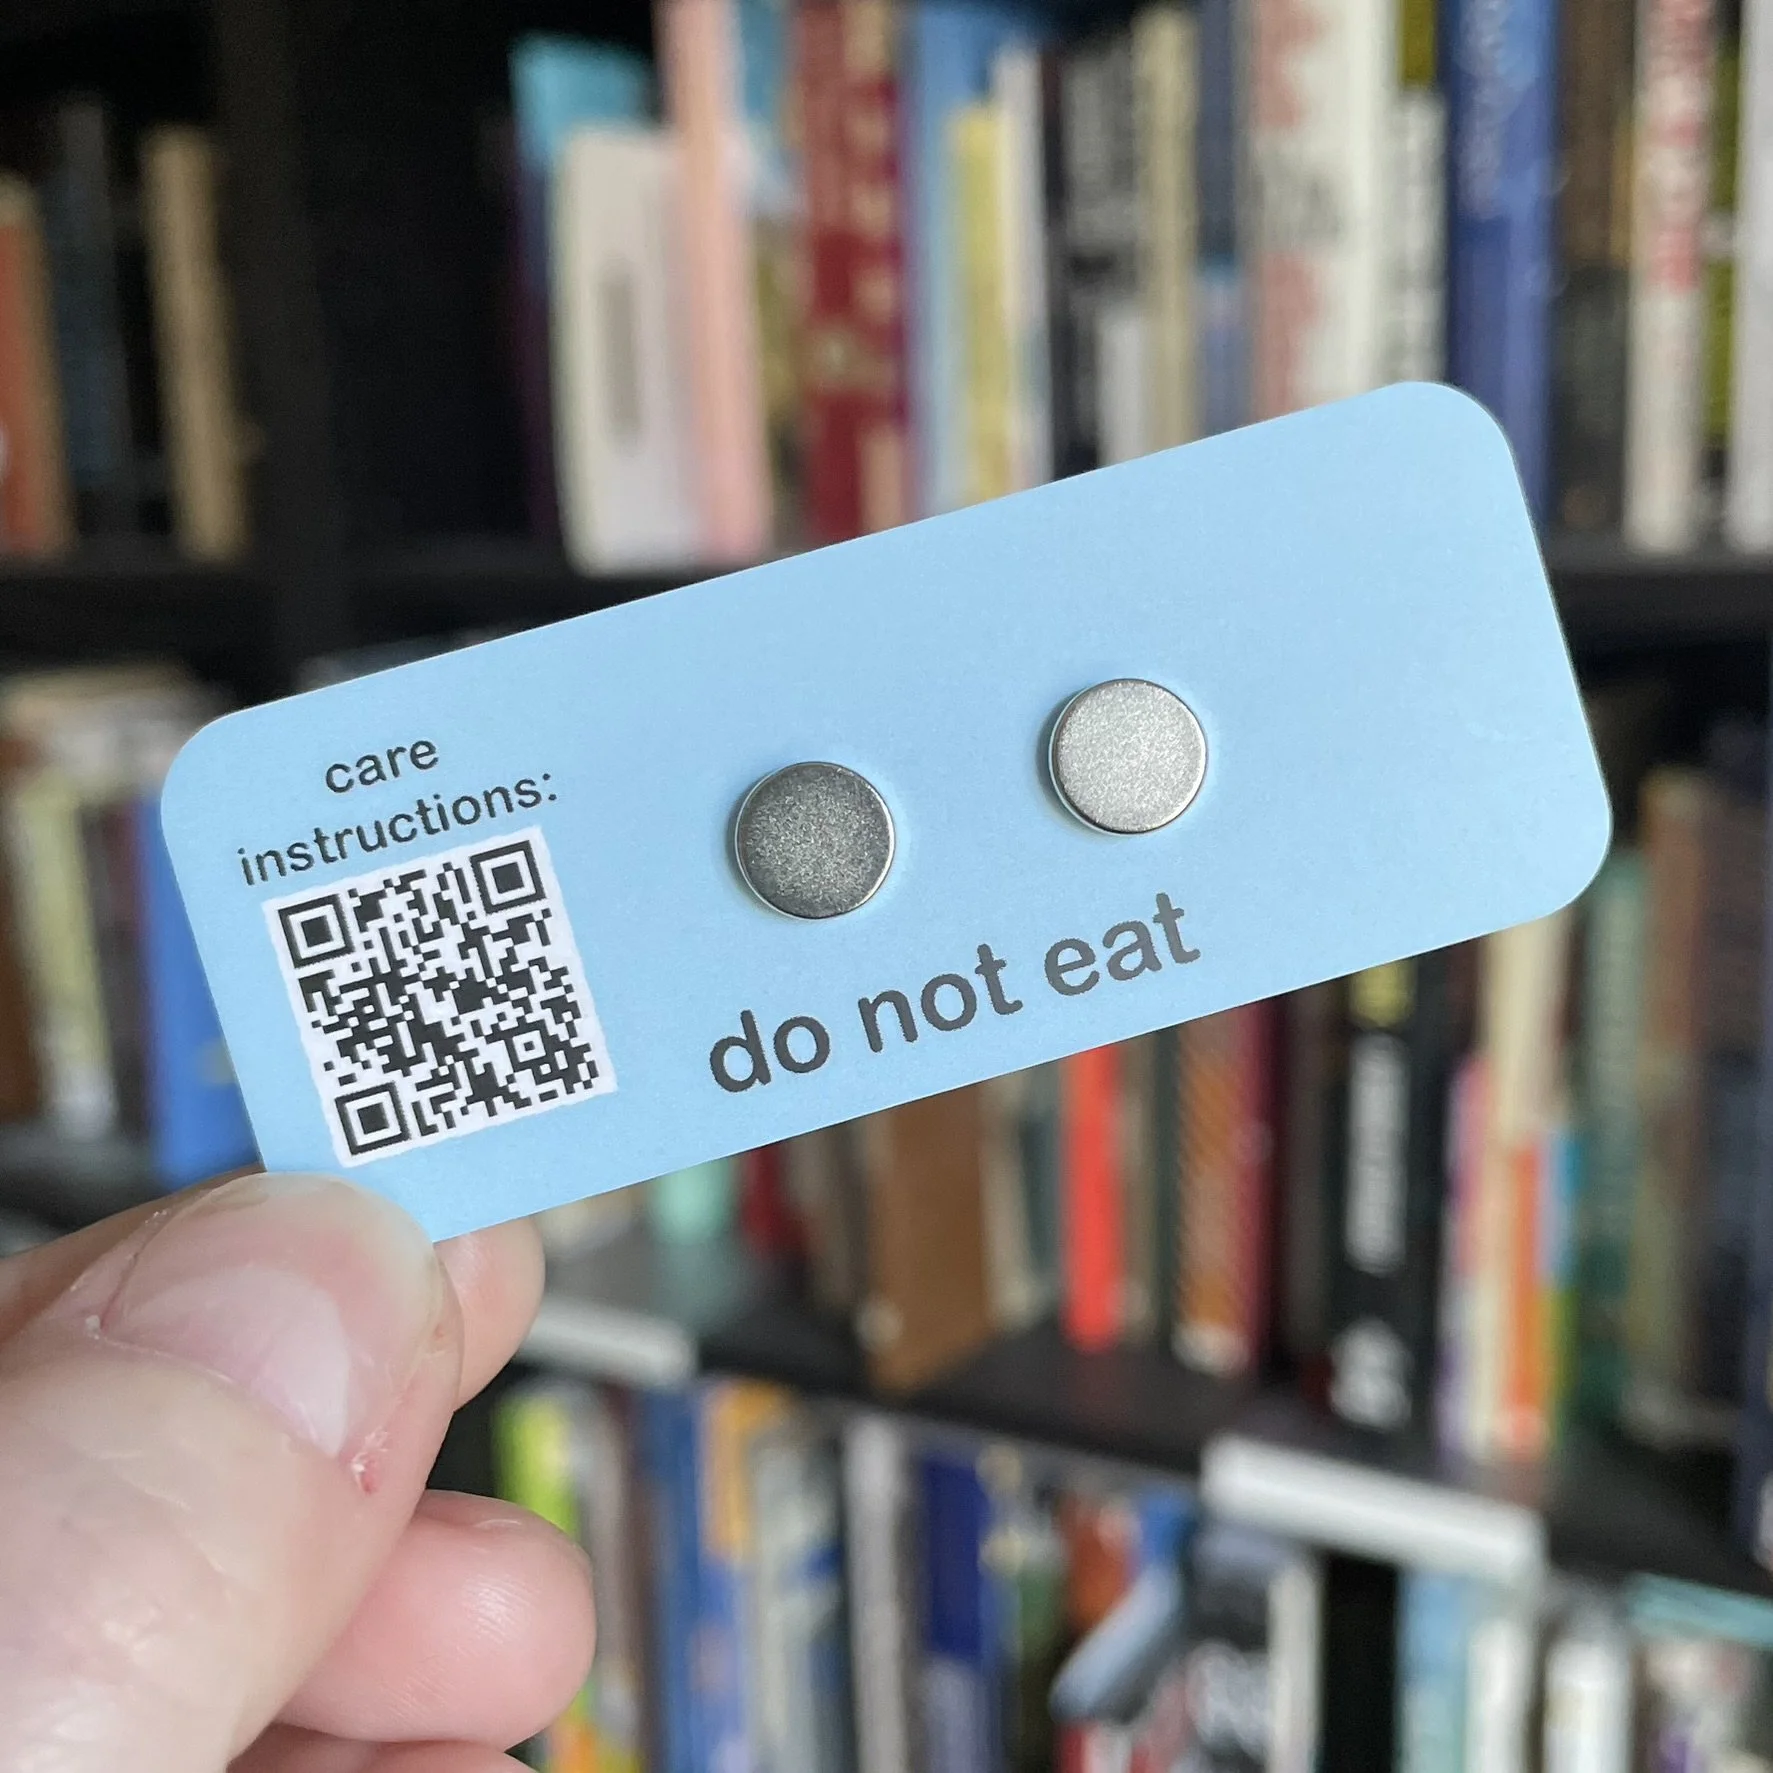 care
instructions:
do not eat